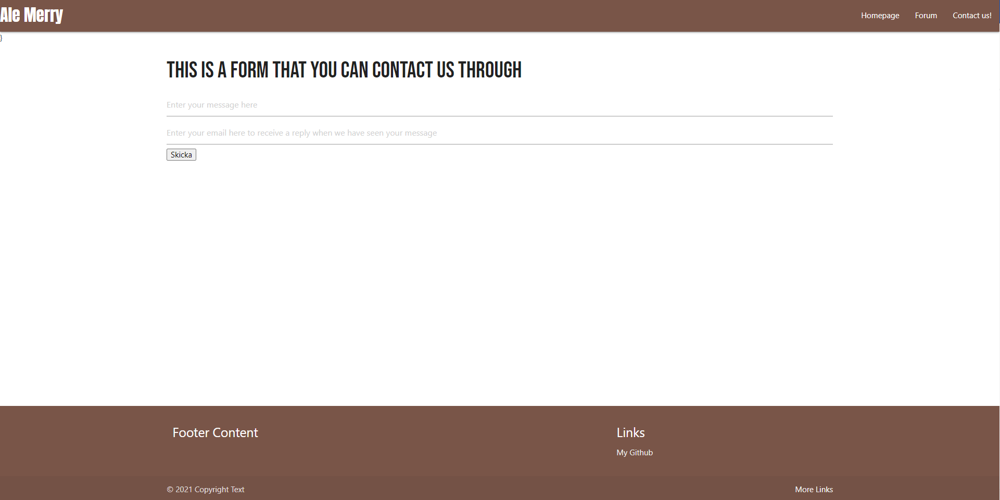 Ale Merry
Homepage Forum Contact us!
}
THIS IS A FORM THAT YOU CAN CONTACT US THROUGH
Enter your message here
Enter your email here to receive a reply when we have seen your message
Skicka
Footer Content
Links
My Github
© 2021 Copyright Text
More Links